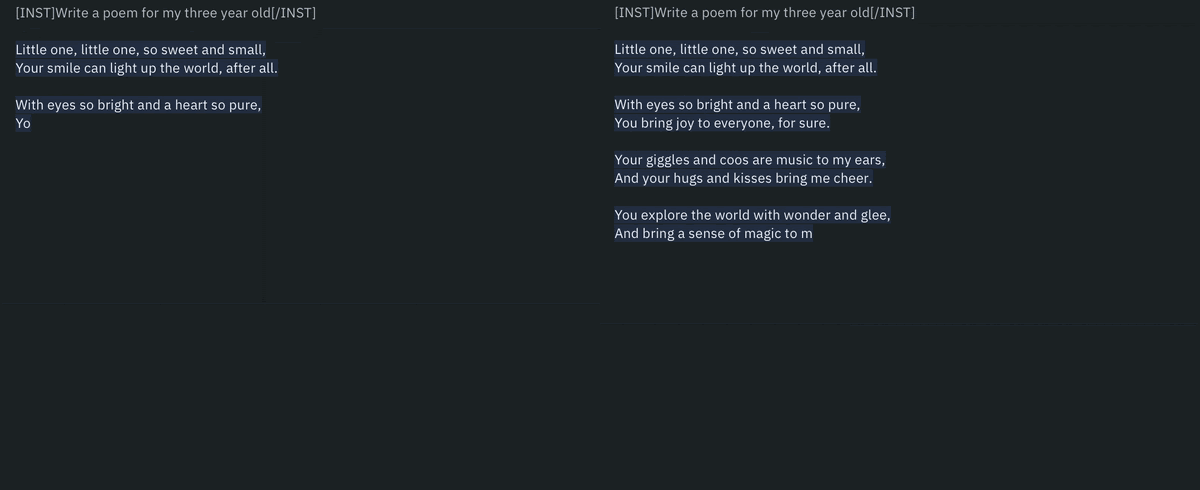 [INST]Write a poem for my three year old[/INST]
Little one, little one, so sweet and small,
Your smile can light up the world, after all.
With eyes so bright and a heart so pure,
Yo
[INST]Write a poem for my three year old[/INST]
Little one, little one, so sweet and small,
Your smile can light up the world, after all.
With eyes so bright and a heart so pure,
You bring joy to everyone, for sure.
Your giggles and coos are music to my ears,
And your hugs and kisses bring me cheer.
You explore the world with wonder and glee,
And bring a sense of magic to m